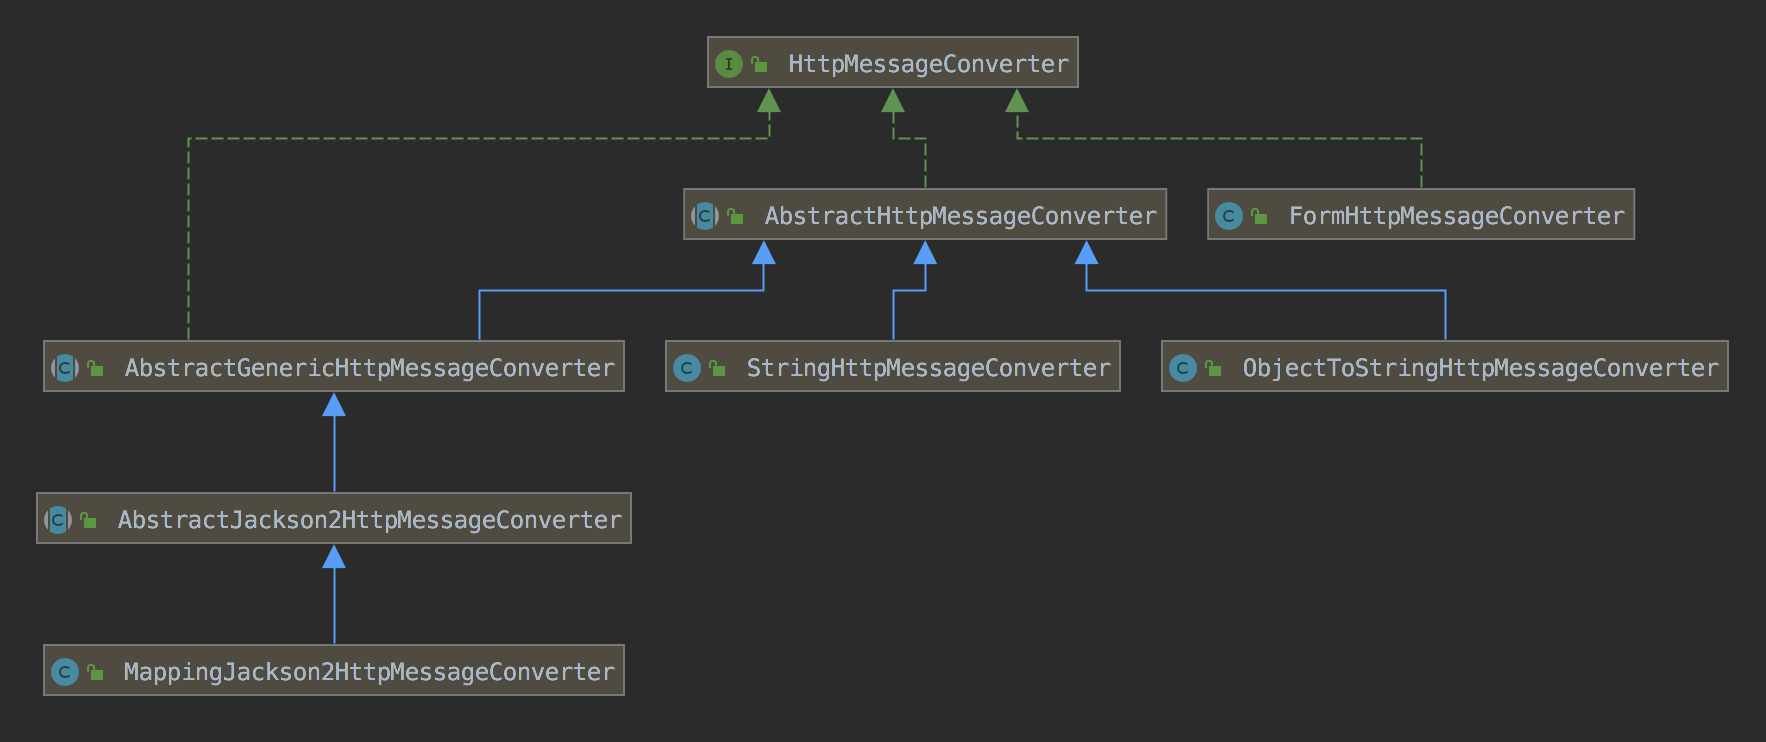 I HttpMessageConverter
C AbstractHttpMessageConverter
C FormHttpMessageConverter
C AbstractGenericHttpMessageConverter
C StringHttpMessageConverter
C ObjectToStringHttpMessageConverter
C AbstractJackson2HttpMessageConverter
C MappingJackson2HttpMessageConverter